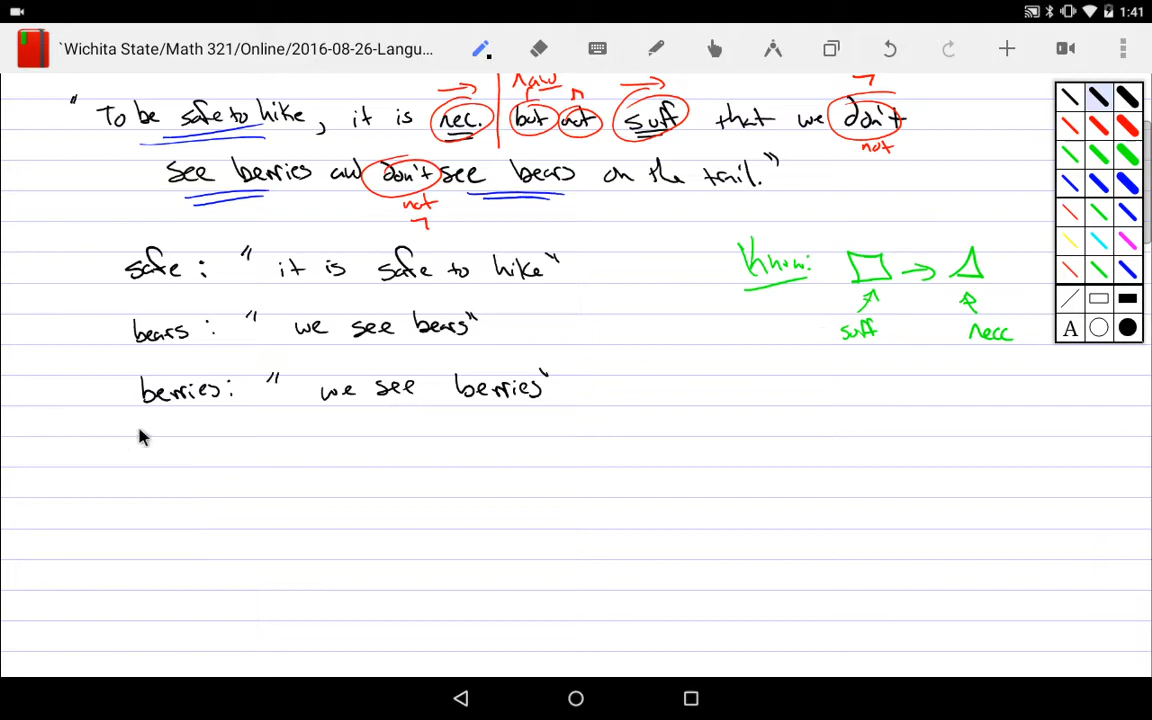 1:41
`Wichita State/Math 321/Online/2016-08-26-Langu...
" To be safe to hike, it is nec. but not suff that we don't
not
see berries and don't see bears on the trail."
not
¬
safe : " it is safe to hike"
Know: □ → △
suff nec
bears : " we see bears"
berries: " we see berries"
A